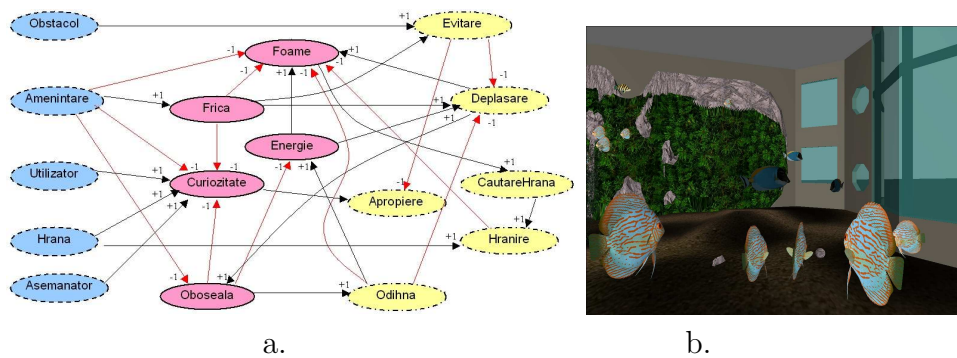 Obstacol
+1
Evitare
-1
Foame
+1
-1
+1
-1
-1
-1
Amenintare
+1
Frica
+1
Deplasare
+1
-1
Energie
+1
-1
+1
Utilizator
+1
-1
-1
Curiozitate
+1
+1
-1
+1
-1
Apropiere
+1
CautareHrana
+1
Hrana
+1
Hranire
Asemanator
-1
+1
Oboseala
+1
Odihna
a.
b.